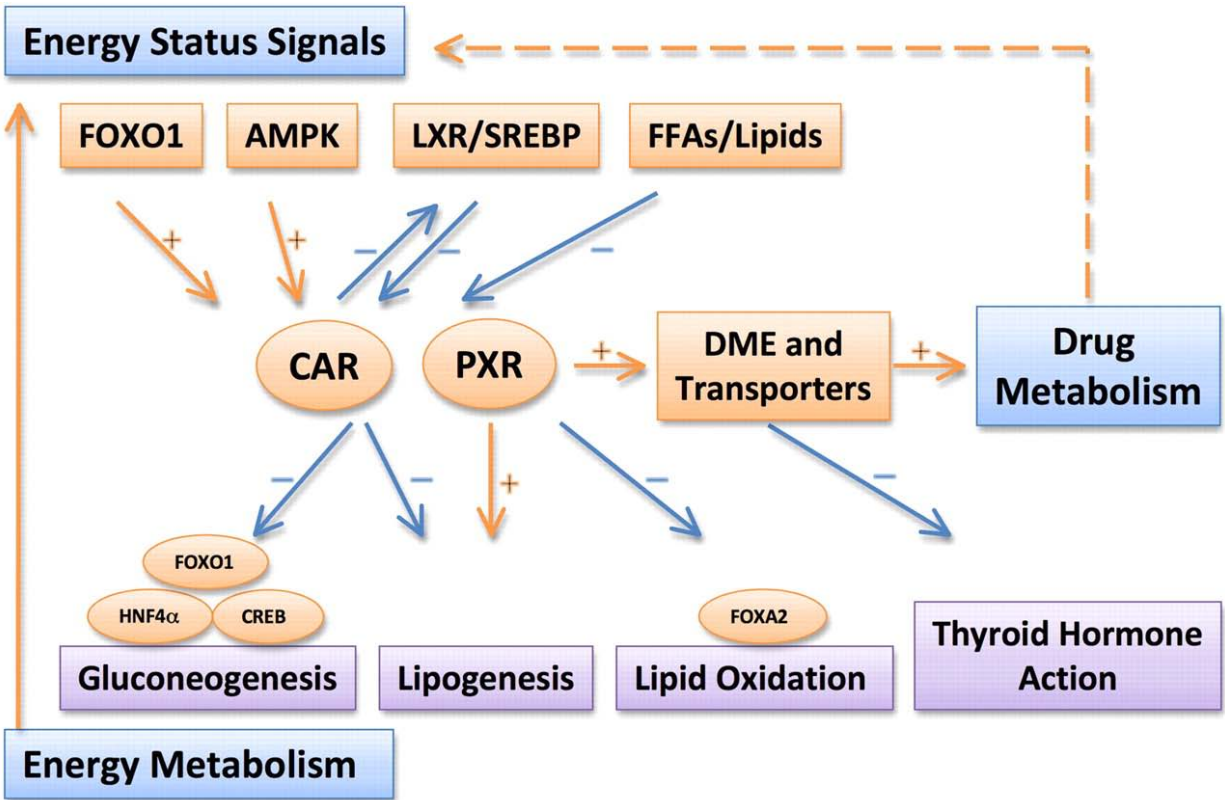 Energy Status Signals
FOXO1
AMPK
LXR/SREBP
FFAs/Lipids
+
+
–
–
–
CAR
PXR
+
DME and
Transporters
+
Drug
Metabolism
–
–
+
–
–
FOXO1
HNF4α
CREB
FOXA2
Gluconeogenesis
Lipogenesis
Lipid Oxidation
Thyroid Hormone
Action
Energy Metabolism